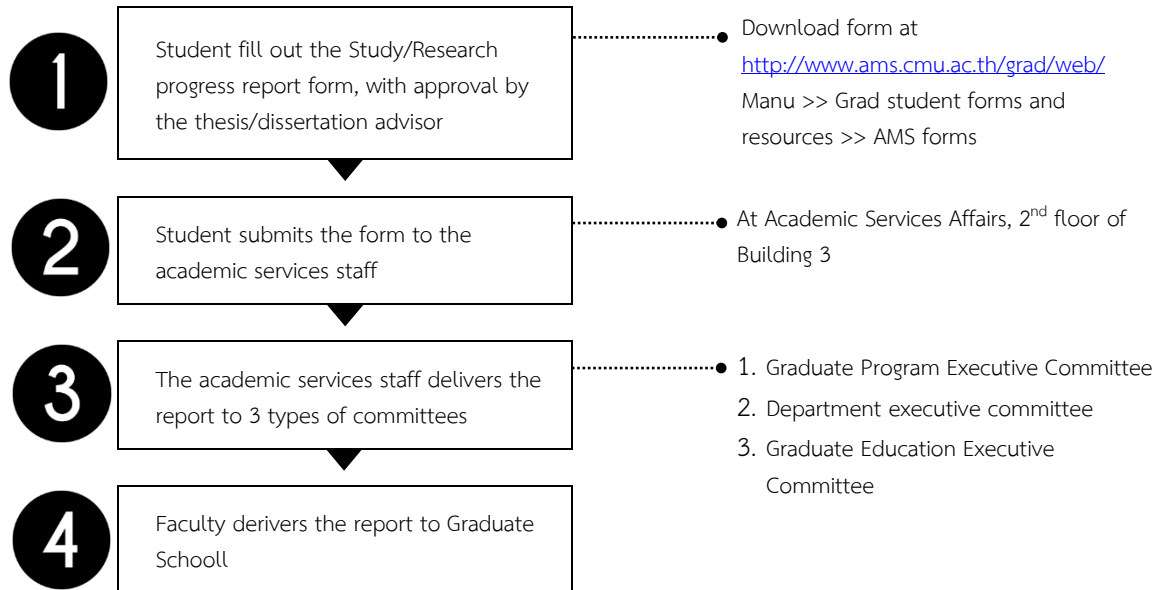 1
Student fill out the Study/Research
progress report form, with approval by
the thesis/dissertation advisor
Download form at
http://www.ams.cmu.ac.th/grad/web/
Manu >> Grad student forms and
resources >> AMS forms
2
Student submits the form to the
academic services staff
At Academic Services Affairs, 2nd floor of
Building 3
3
The academic services staff delivers the
report to 3 types of committees
1. Graduate Program Executive Committee
2. Department executive committee
3. Graduate Education Executive
Committee
4
Faculty derivers the report to Graduate
Schooll